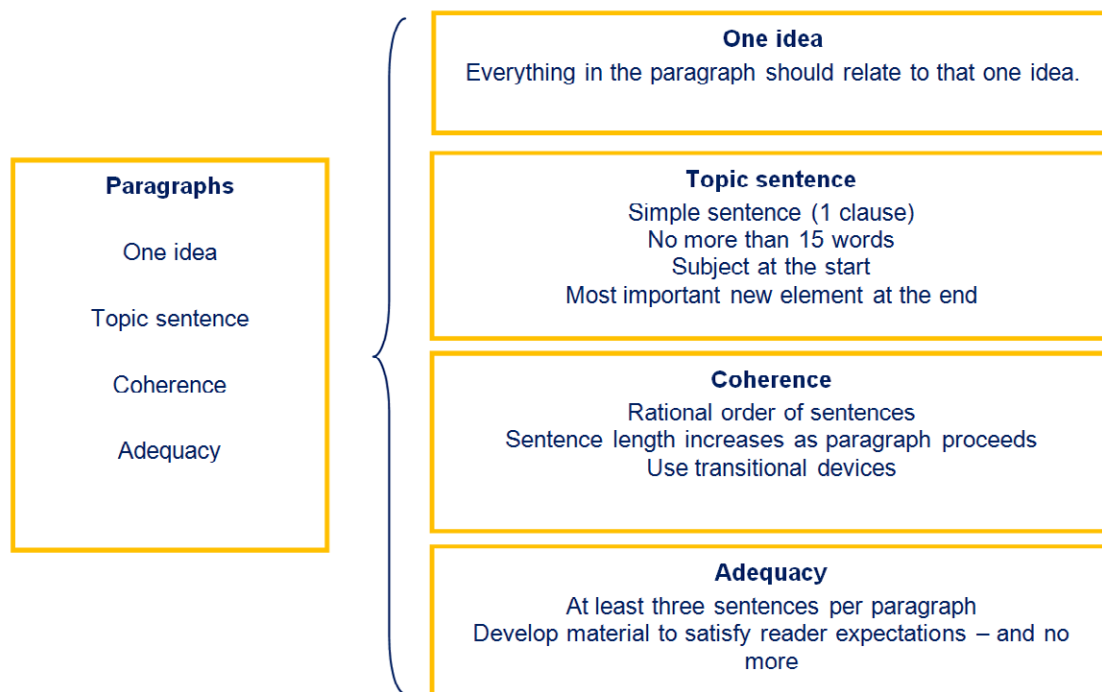 Paragraphs
One idea
Topic sentence
Coherence
Adequacy
One idea
Everything in the paragraph should relate to that one idea.
Topic sentence
Simple sentence (1 clause)
No more than 15 words
Subject at the start
Most important new element at the end
Coherence
Rational order of sentences
Sentence length increases as paragraph proceeds
Use transitional devices
Adequacy
At least three sentences per paragraph
Develop material to satisfy reader expectations – and no
more